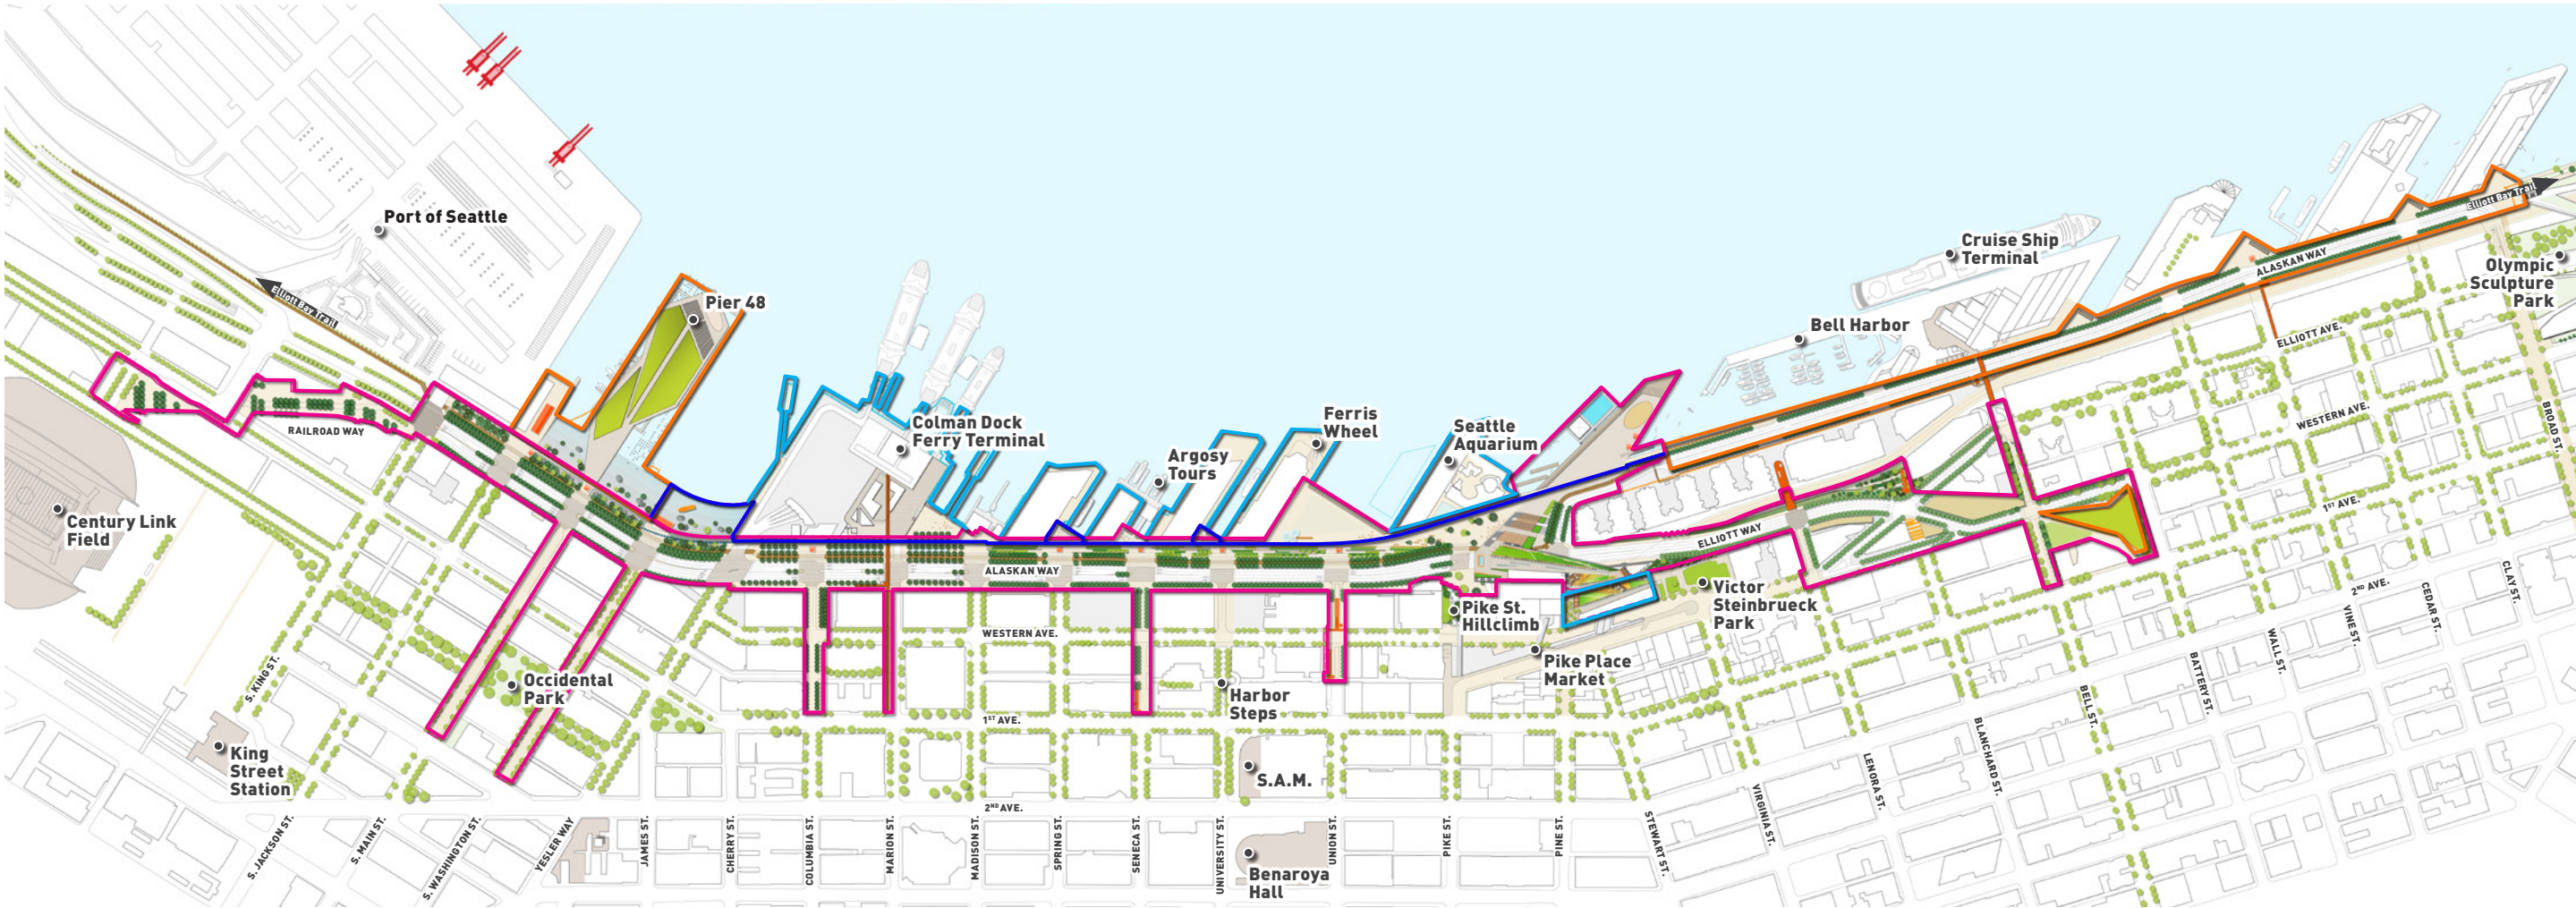 Port of Seattle
Elliott Bay Trail
Pier 48
Cruise Ship
Terminal
Elliott Bay Trail
ALASKAN WAY
Olympic
Sculpture
Park
Bell Harbor
ELLIOTT AVE.
RAILROAD WAY
Colman Dock
Ferry Terminal
Argosy
Tours
Ferris
Wheel
Seattle
Aquarium
WESTERN AVE.
BROAD ST.
Century Link
Field
ELLIOTT WAY
1ST AVE.
ALASKAN WAY
Victor
Steinbrueck
Park
2ND AVE.
CLAY ST.
CEDAR ST.
VINE ST.
WALL ST.
BATTERY ST.
BELL ST.
BLANCHARD ST.
LENORA ST.
VIRGINIA ST.
STEWART ST.
Pike St.
Hillclimb
WESTERN AVE.
Pike Place
Market
S. KING ST.
Occidental
Park
Harbor
Steps
1ST AVE.
King
Street
Station
S.A.M.
2ND AVE.
S. JACKSON ST.
S. MAIN ST.
S. WASHINGTON ST.
YESLER WAY
JAMES ST.
CHERRY ST.
COLUMBIA ST.
MARION ST.
MADISON ST.
SPRING ST.
SENECA ST.
UNIVERSITY ST.
Benaroya
Hall
UNION ST.
PIKE ST.
PINE ST.